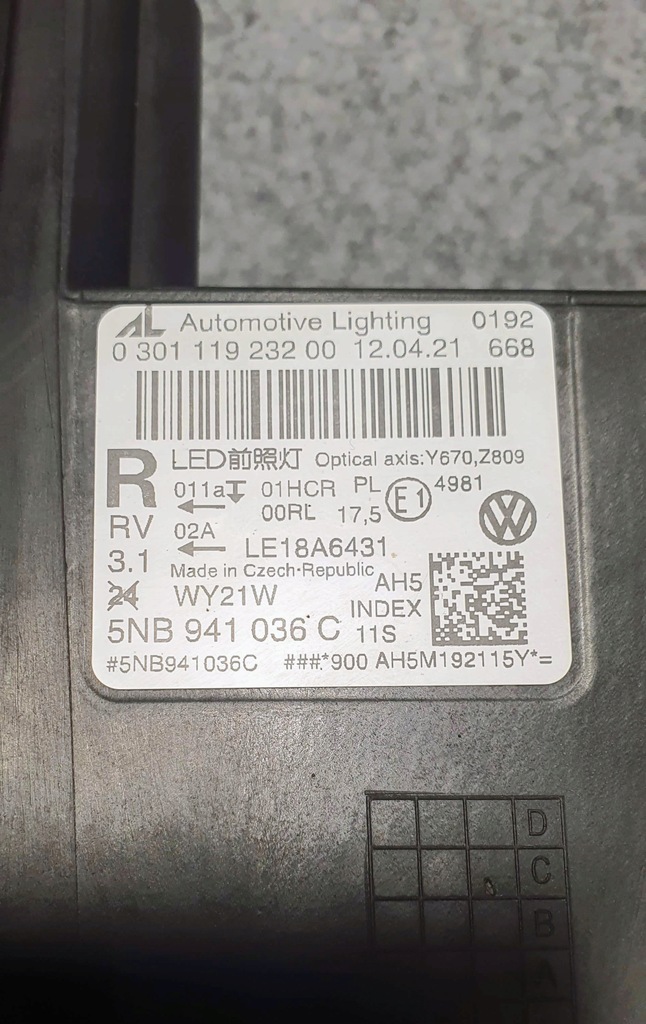 AL Automotive Lighting 0192
0 301 119 232 00 12.04.21 668
R LED前照灯 Optical axis:Y670,Z809
011a 01HCR PL E1 4981
00RL 17,5
RV 02A
3.1 LE18A6431
Made in Czech-Republic
24 WY21W AH5
INDEX
5NB 941 036 C 11S
#5NB941036C ###*900 AH5M192115Y*=
D
C
B
A